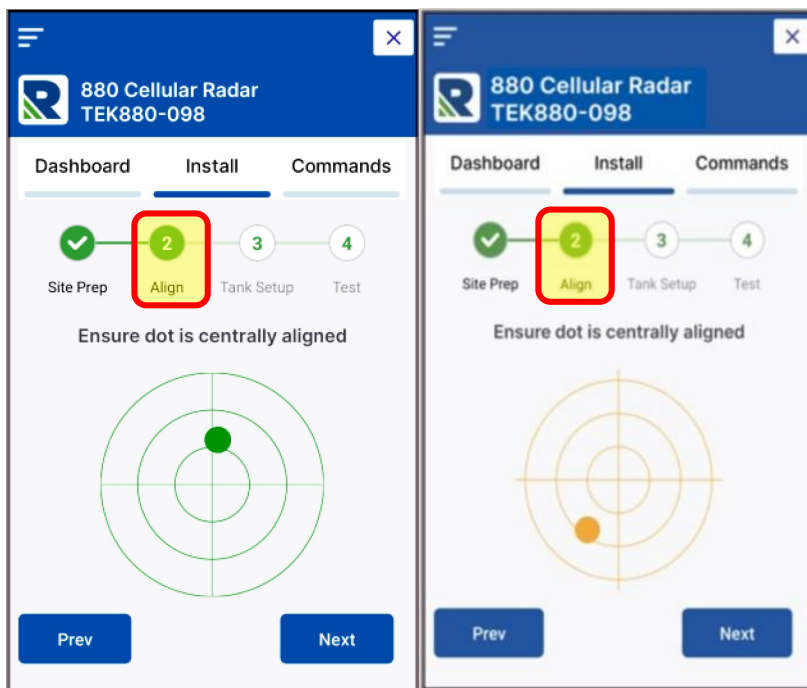 880 Cellular Radar
TEK880-098
Dashboard Install Commands
2 3 4
Site Prep Align Tank Setup Test
Ensure dot is centrally aligned
Prev Next
880 Cellular Radar
TEK880-098
Dashboard Install Commands
2 3 4
Site Prep Align Tank Setup Test
Ensure dot is centrally aligned
Prev Next